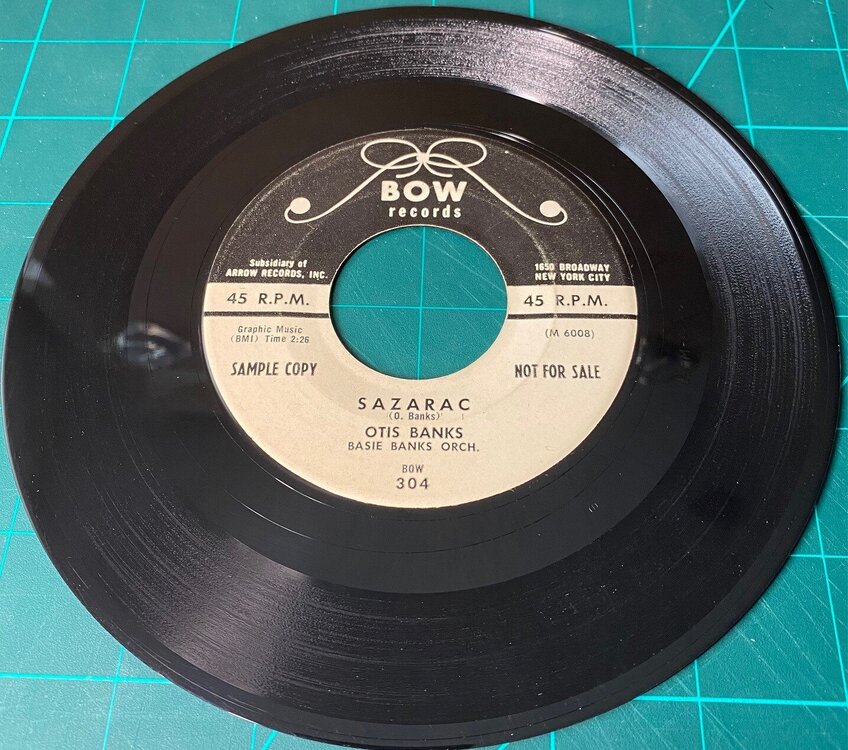 BOW
records
Subsidiary of
ARROW RECORDS, INC.
1650 BROADWAY
NEW YORK CITY
45 R.P.M.
45 R.P.M.
Graphic Music
(BMI) Time 2:26
(M 6008)
SAMPLE COPY
NOT FOR SALE
SAZARAC
(O. Banks)
OTIS BANKS
BASIE BANKS ORCH.
BOW
304